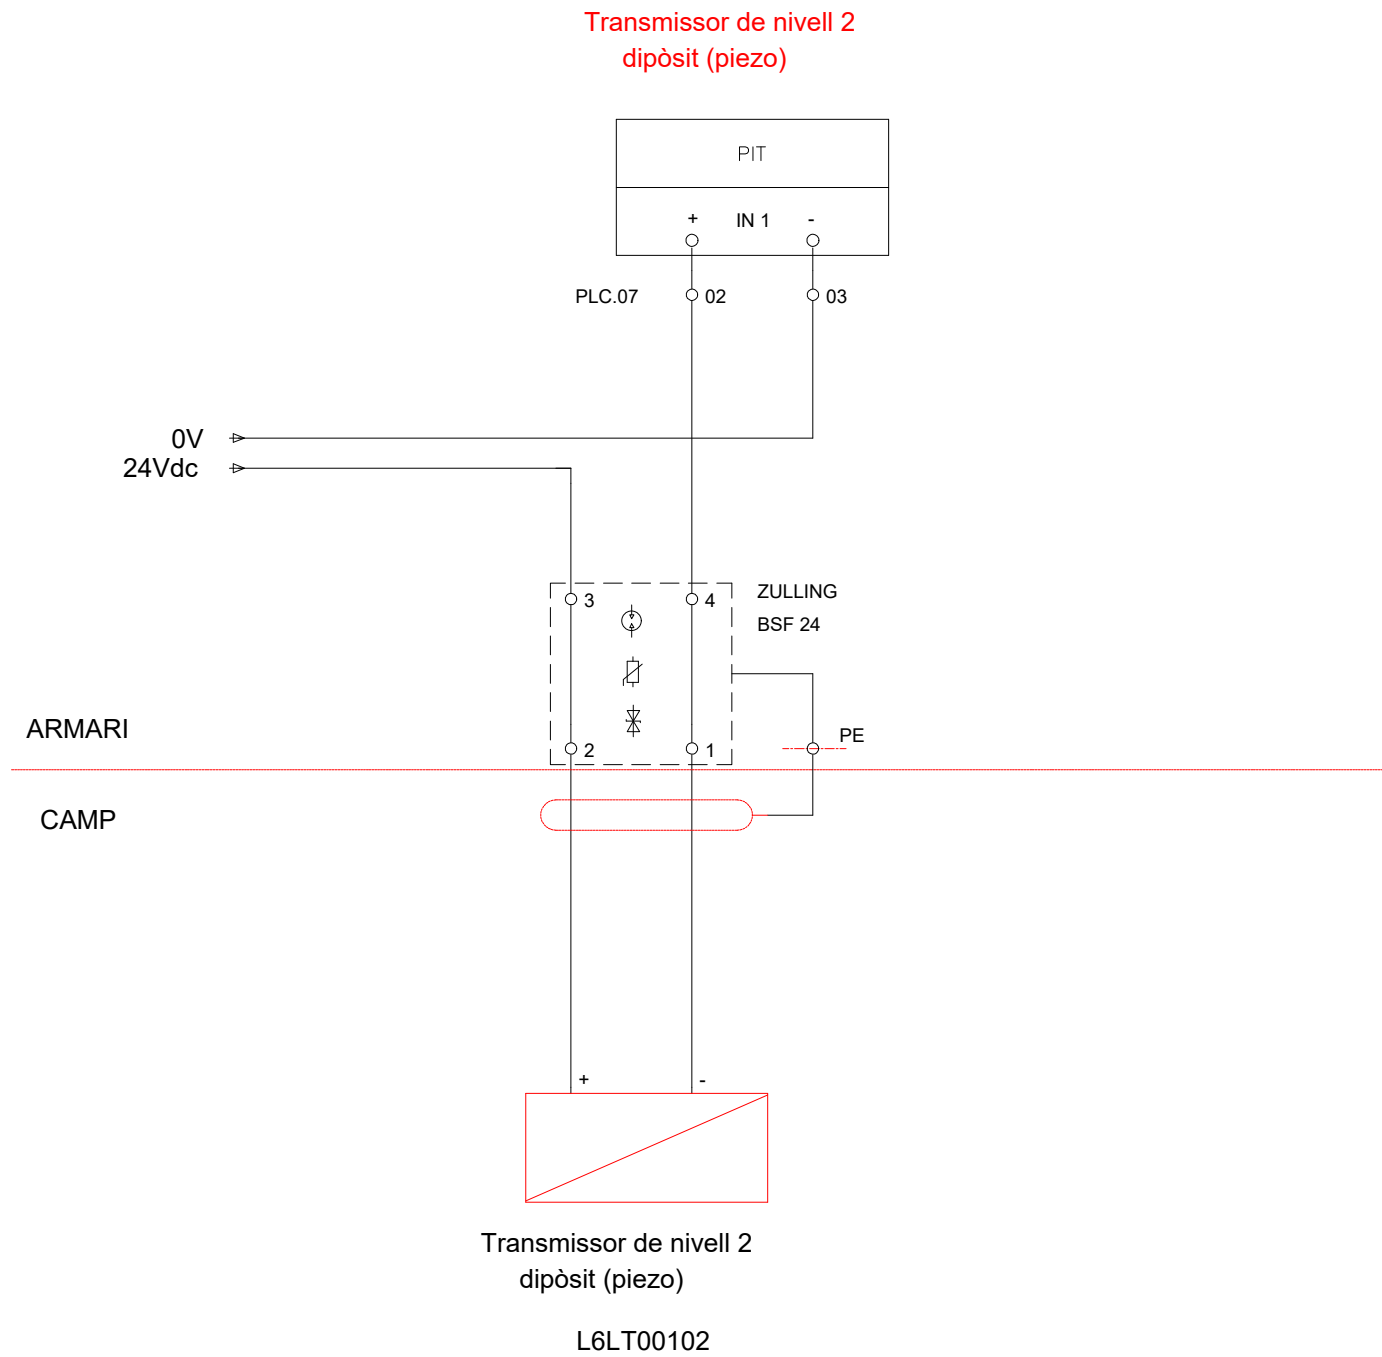 Transmissor de nivell 2
dipòsit (piezo)
PIT
+ IN 1 -
PLC.07 02 03
0V
24Vdc
3 4 ZULLING
BSF 24
ARMARI
2 1 PE
CAMP
+ -
Transmissor de nivell 2
dipòsit (piezo)
L6LT00102